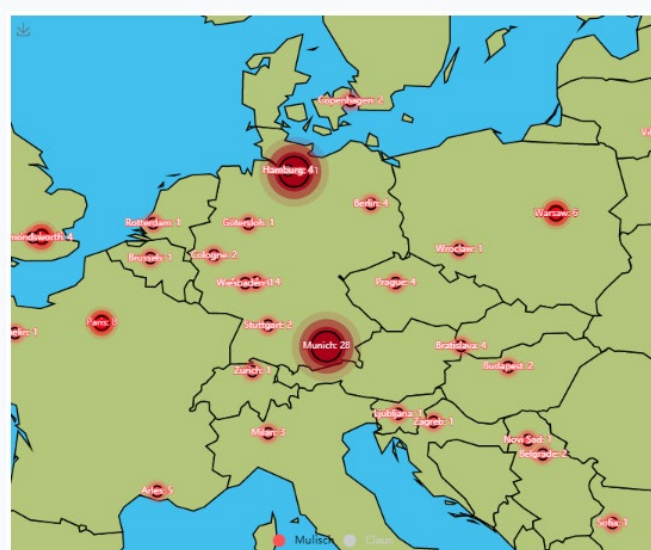 Copenhagen: 2
Hamburg: 41
Berlin: 4
Warsaw: 6
Rotterdam: 1
Gütersloh: 1
mondsworth: 4
Wroclaw: 1
Brussels: 1
Cologne: 2
Prague: 4
Paris: 8
Stuttgart: 2
Munich: 28
Bratislava: 4
Budapest: 2
Zurich: 1
Ljubljana: 1
Zagreb: 1
Milan: 3
Novi Sad: 1
Belgrade: 2
Arles: 5
Sofia: 1
Mulisch
Claus